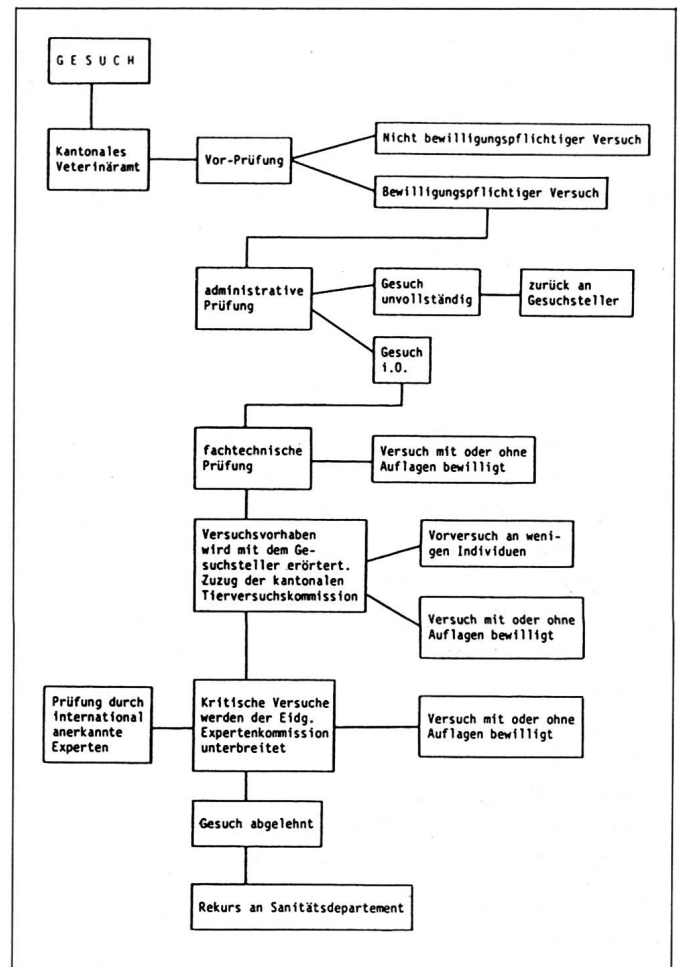 G E S U C H
Kantonales
Veterinäramt
Vor-Prüfung
Nicht bewilligungspflichtiger Versuch
Bewilligungspflichtiger Versuch
administrative
Prüfung
Gesuch
unvollständig
zurück an
Gesuchsteller
Gesuch
i.O.
fachtechnische
Prüfung
Versuch mit oder ohne
Auflagen bewilligt
Versuchsvorhaben
wird mit dem Ge-
suchsteller erörtert.
Zuzug der kantonalen
Tierversuchskommission
Vorversuch an weni-
gen Individuen
Versuch mit oder ohne
Auflagen bewilligt
Prüfung durch
international
anerkannte
Experten
Kritische Versuche
werden der Eidg.
Expertenkommission
unterbreitet
Versuch mit oder ohne
Auflagen bewilligt
Gesuch abgelehnt
Rekurs an Sanitätsdepartement